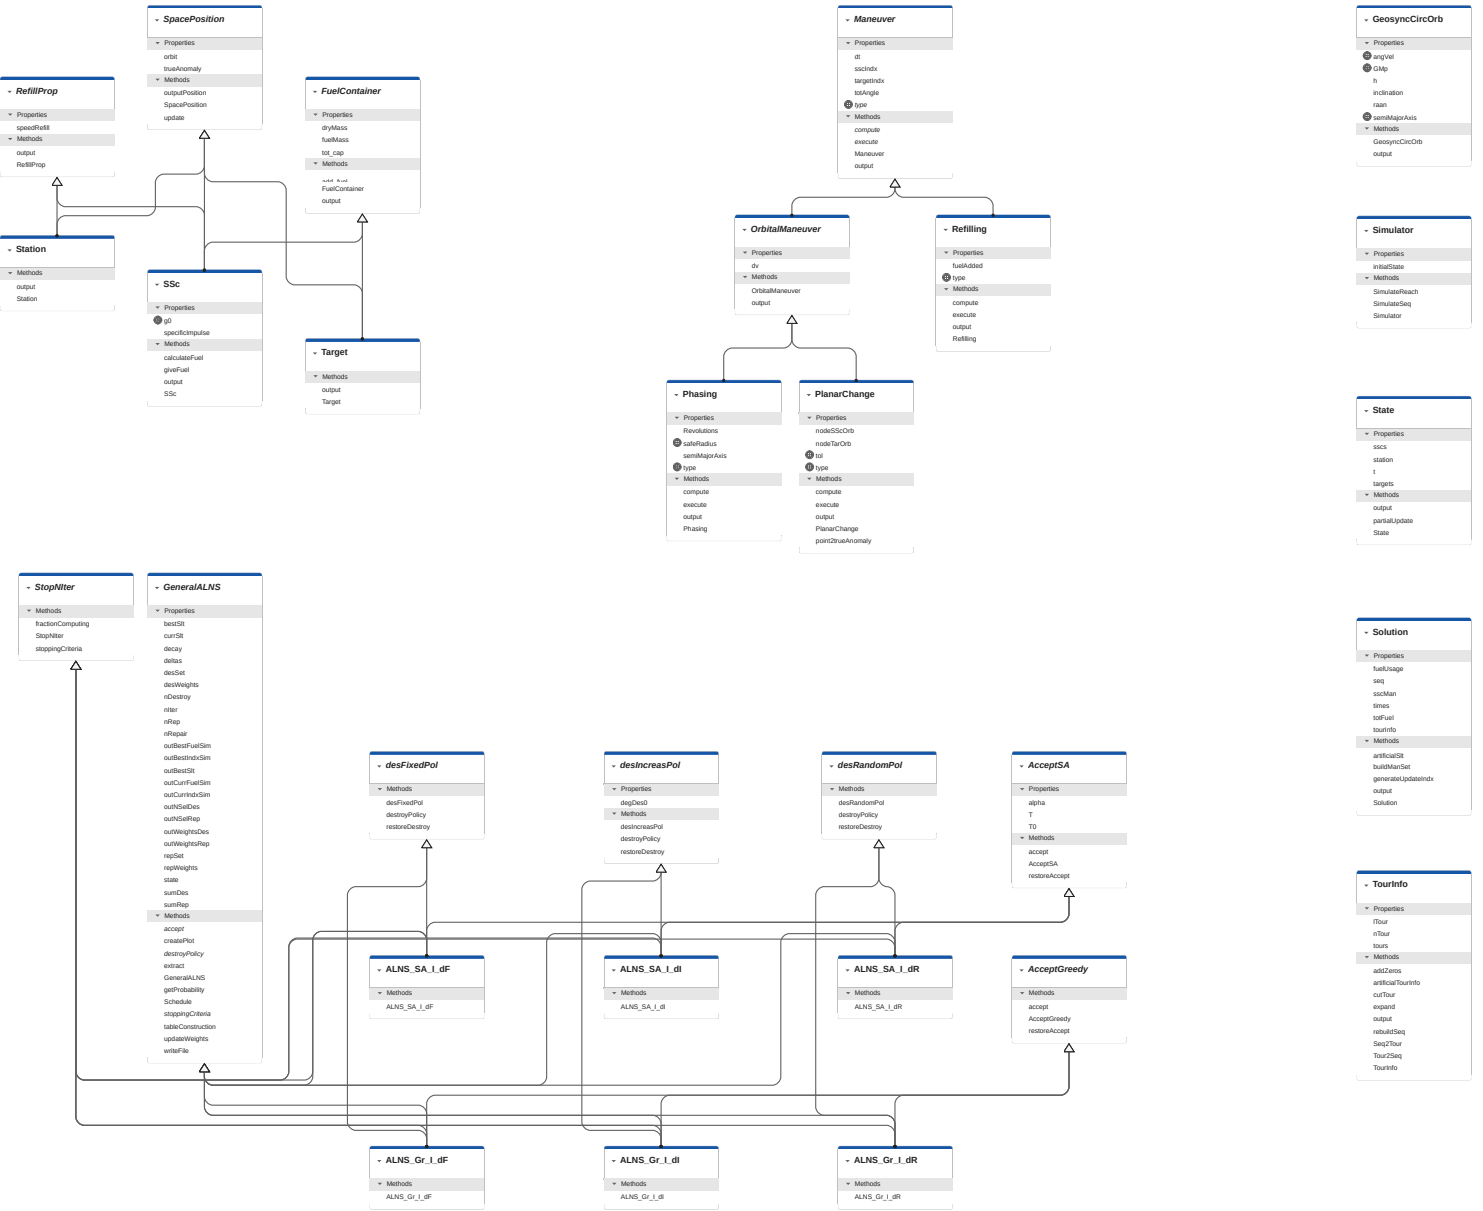 SpacePosition
Properties
orbit
trueAnomaly
Methods
outputPosition
SpacePosition
update
RefillProp
Properties
speedRefill
Methods
output
RefillProp
FuelContainer
Properties
dryMass
fuelMass
tot_cap
Methods
add_fuel
FuelContainer
output
Station
Methods
output
Station
SSc
Properties
g0
specificImpulse
Methods
calculateFuel
giveFuel
output
SSc
Target
Methods
output
Target
Maneuver
Properties
dt
sscIndx
targetIndx
totAngle
type
Methods
compute
execute
Maneuver
output
OrbitalManeuver
Properties
dv
Methods
OrbitalManeuver
output
Refilling
Properties
fuelAdded
type
Methods
compute
execute
output
Refilling
Phasing
Properties
Revolutions
safeRadius
semiMajorAxis
type
Methods
compute
execute
output
Phasing
PlanarChange
Properties
nodeSScOrb
nodeTarOrb
tol
type
Methods
compute
execute
output
PlanarChange
point2trueAnomaly
GeosyncCircOrb
Properties
angVel
GMp
h
inclination
raan
semiMajorAxis
Methods
GeosyncCircOrb
output
Simulator
Properties
initialState
Methods
SimulateReach
SimulateSeq
Simulator
State
Properties
sscs
station
t
targets
Methods
output
partialUpdate
State
Solution
Properties
fuelUsage
seq
sscMan
times
totFuel
tourInfo
Methods
artificialSlt
buildManSet
generateUpdateIndx
output
Solution
TourInfo
Properties
lTour
nTour
tours
Methods
addZeros
artificialTourInfo
cutTour
expand
output
rebuildSeq
Seq2Tour
Tour2Seq
TourInfo
StopNIter
Methods
fractionComputing
StopNIter
stoppingCriteria
GeneralALNS
Properties
bestSlt
currSlt
decay
deltas
desSet
desWeights
nDestroy
nIter
nRep
nRepair
outBestFuelSim
outBestIndxSim
outBestSlt
outCurrFuelSim
outCurrIndxSim
outNSelDes
outNSelRep
outWeightsDes
outWeightsRep
repSet
repWeights
state
sumDes
sumRep
Methods
accept
createPlot
destroyPolicy
extract
GeneralALNS
getProbability
Schedule
stoppingCriteria
tableConstruction
updateWeights
writeFile
desFixedPol
Methods
desFixedPol
destroyPolicy
restoreDestroy
desIncreasPol
Properties
degDes0
Methods
desIncreasPol
destroyPolicy
restoreDestroy
desRandomPol
Methods
desRandomPol
destroyPolicy
restoreDestroy
AcceptSA
Properties
alpha
T
T0
Methods
accept
AcceptSA
restoreAccept
ALNS_SA_I_dF
Methods
ALNS_SA_I_dF
ALNS_SA_I_dI
Methods
ALNS_SA_I_dI
ALNS_SA_I_dR
Methods
ALNS_SA_I_dR
AcceptGreedy
Methods
accept
AcceptGreedy
restoreAccept
ALNS_Gr_I_dF
Methods
ALNS_Gr_I_dF
ALNS_Gr_I_dI
Methods
ALNS_Gr_I_dI
ALNS_Gr_I_dR
Methods
ALNS_Gr_I_dR